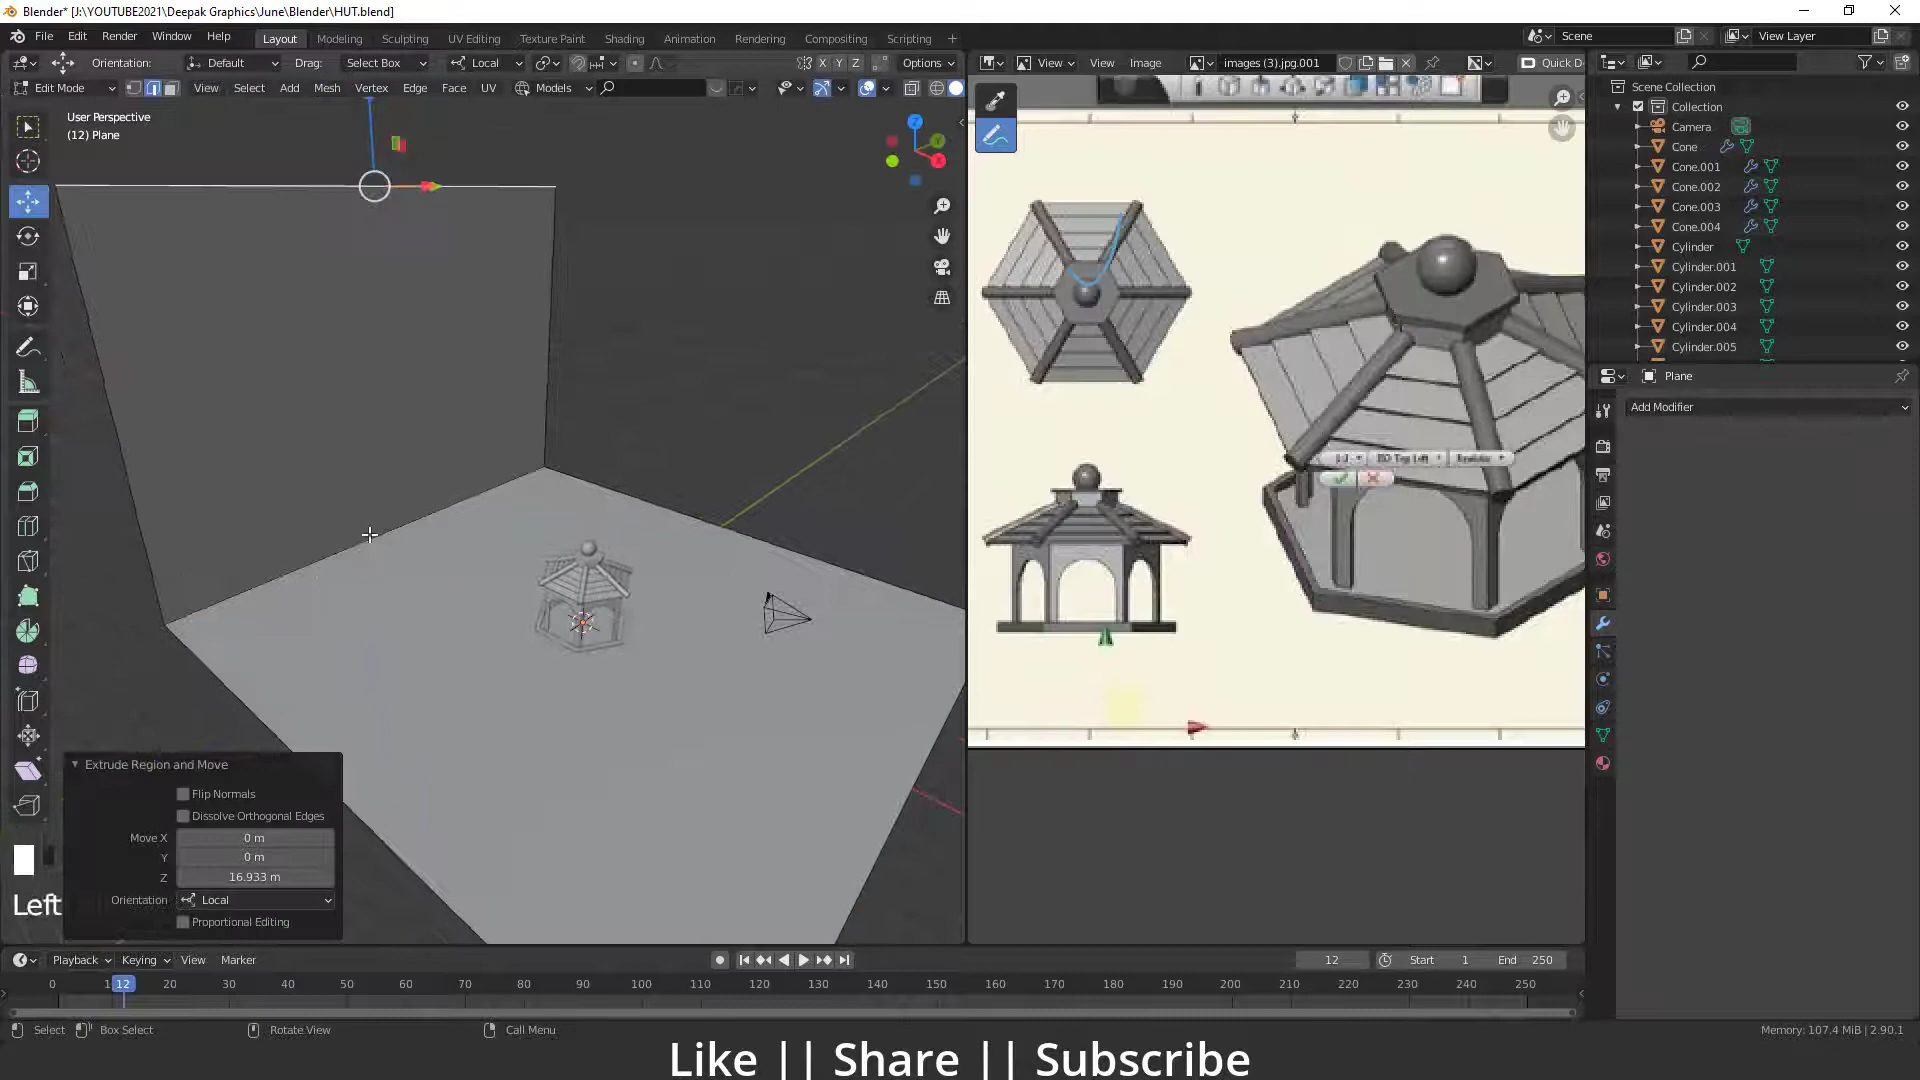 Blender* [J:\YOUTUBE2021\Deepak Graphics\June\Blender\HUT.blend]
File Edit Render Window Help
Layout Modeling Sculpting UV Editing Texture Paint Shading Animation Rendering Compositing Scripting
Scene
View Layer
Orientation: Default Drag: Select Box Local X Y Z Options
Edit Mode View Select Add Mesh Vertex Edge Face UV Models
View View Image images (3).jpg.001 Quick D
User Perspective
(12) Plane
Z
Y
X
Scene Collection
Collection
Camera
Cone
Cone.001
Cone.002
Cone.003
Cone.004
Cylinder
Cylinder.001
Cylinder.002
Cylinder.003
Cylinder.004
Cylinder.005
Plane
Add Modifier
Extrude Region and Move
Flip Normals
Dissolve Orthogonal Edges
Move X 0 m
Y 0 m
Z 16.933 m
Orientation Local
Proportional Editing
Left
Playback Keying View Marker 12 Start 1 End 250
0 1 12 20 30 40 50 60 70 80 90 100 110 120 130 140 150 160 170 180 190 200 210 220 230 240 250
Select Box Select Rotate View Call Menu Memory: 107.4 MiB | 2.90.1
Like || Share || Subscribe